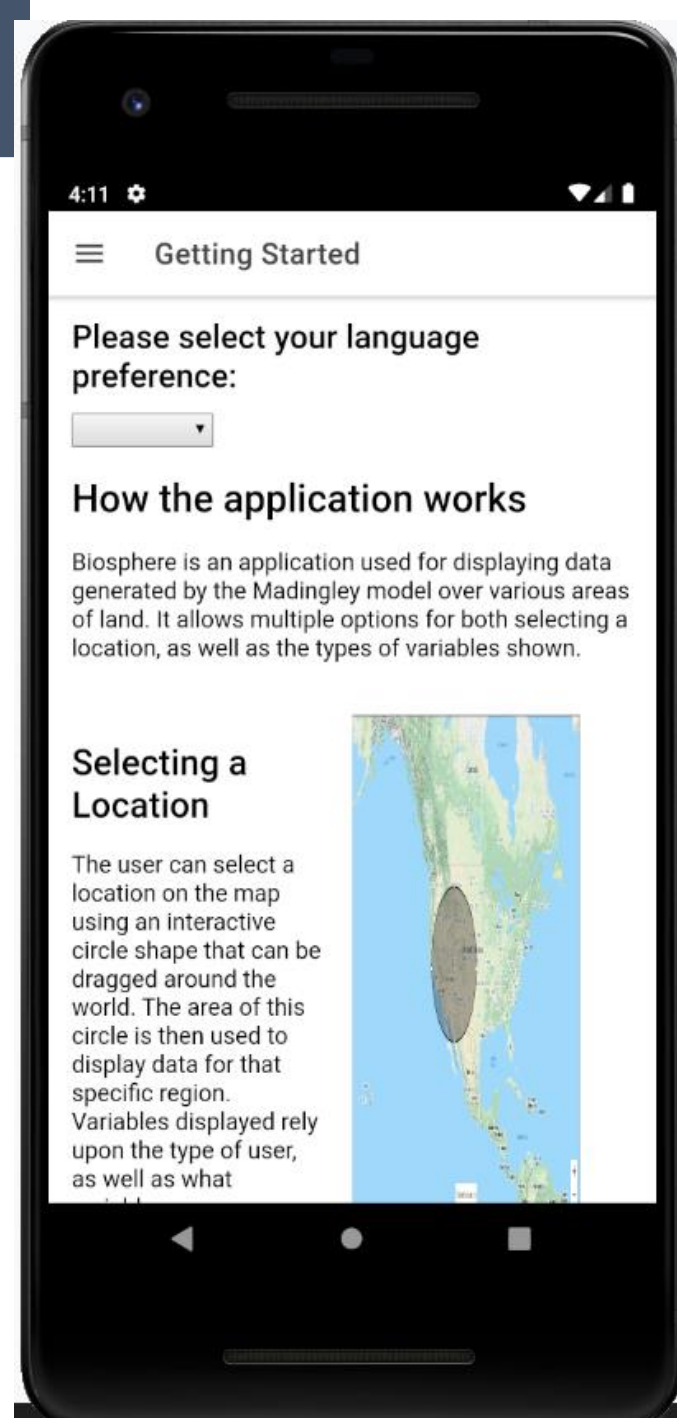 4:11
Getting Started
Please select your language
preference:
How the application works
Biosphere is an application used for displaying data
generated by the Madingley model over various areas
of land. It allows multiple options for both selecting a
location, as well as the types of variables shown.
Selecting a
Location
The user can select a
location on the map
using an interactive
circle shape that can be
dragged around the
world. The area of this
circle is then used to
display data for that
specific region.
Variables displayed rely
upon the type of user,
as well as what